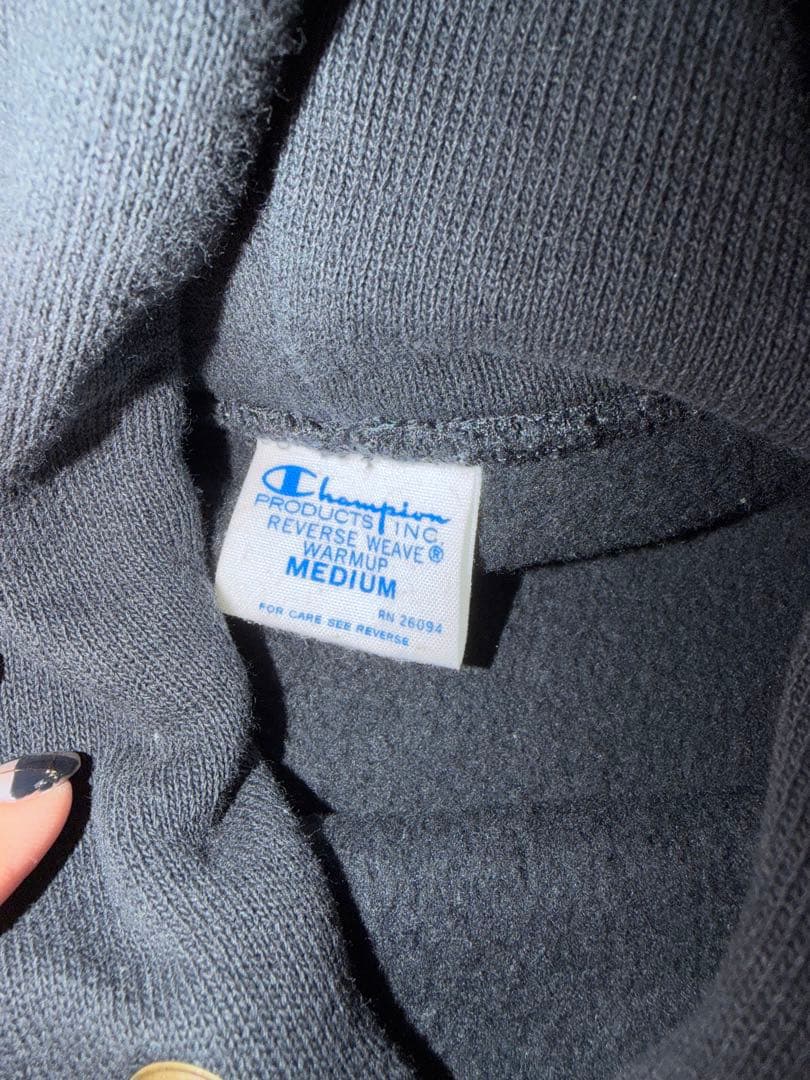 Champion
PRODUCTS INC.
REVERSE WEAVE®
WARMUP
MEDIUM
RN 26094
FOR CARE SEE REVERSE